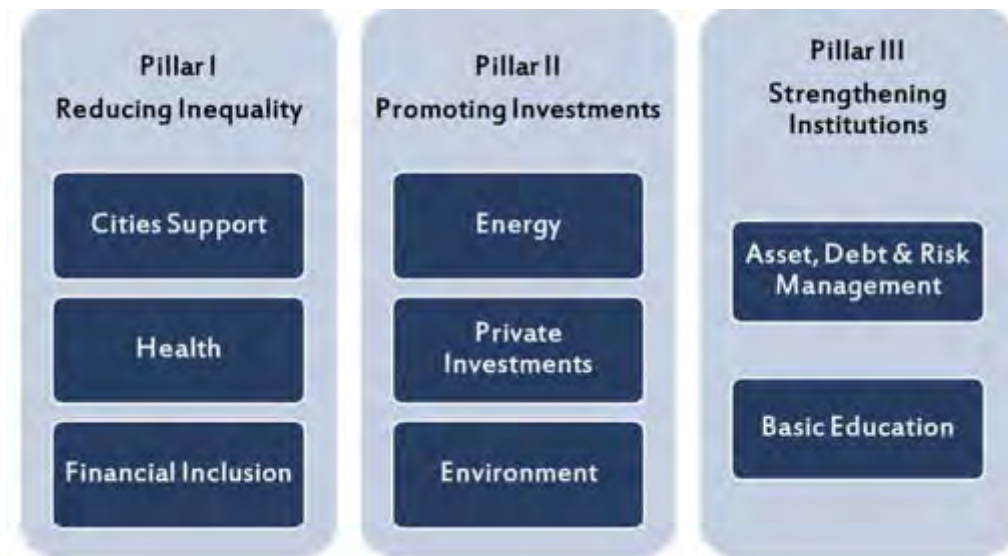 Pillar I
Reducing Inequality
Cities Support
Health
Financial Inclusion
Pillar II
Promoting Investments
Energy
Private
Investments
Environment
Pillar III
Strengthening
Institutions
Asset, Debt & Risk
Management
Basic Education